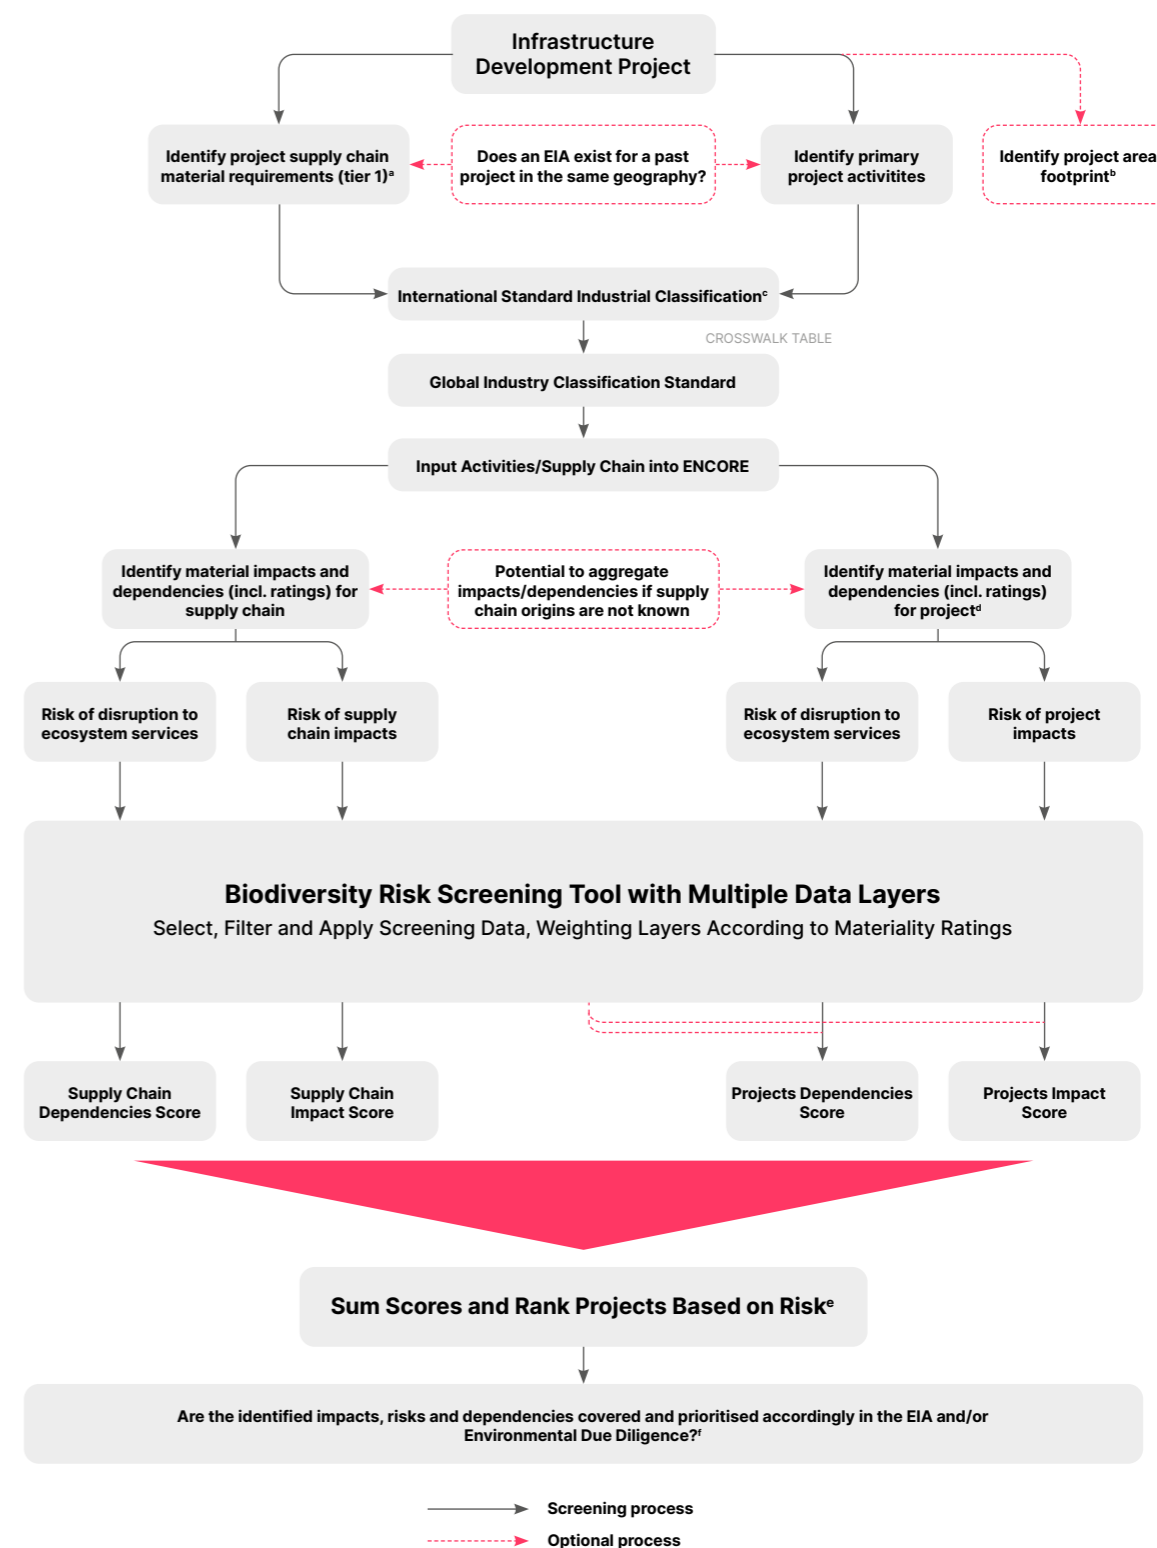 Infrastructure
Development Project
Identify project supply chain
material requirements (tier 1)ᵃ
Does an EIA exist for a past
project in the same geography?
Identify primary
project activitites
Identify project area
footprintᵇ
International Standard Industrial Classificationᶜ
CROSSWALK TABLE
Global Industry Classification Standard
Input Activities/Supply Chain into ENCORE
Identify material impacts and
dependencies (incl. ratings) for
supply chain
Potential to aggregate
impacts/dependencies if supply
chain origins are not known
Identify material impacts and
dependencies (incl. ratings)
for projectᵈ
Risk of disruption to
ecosystem services
Risk of supply
chain impacts
Risk of disruption to
ecosystem services
Risk of project
impacts
Biodiversity Risk Screening Tool with Multiple Data Layers
Select, Filter and Apply Screening Data, Weighting Layers According to Materiality Ratings
Supply Chain
Dependencies Score
Supply Chain
Impact Score
Projects Dependencies
Score
Projects Impact
Score
Sum Scores and Rank Projects Based on Riskᵉ
Are the identified impacts, risks and dependencies covered and prioritised accordingly in the EIA and/or
Environmental Due Diligence?ᶠ
Screening process
Optional process